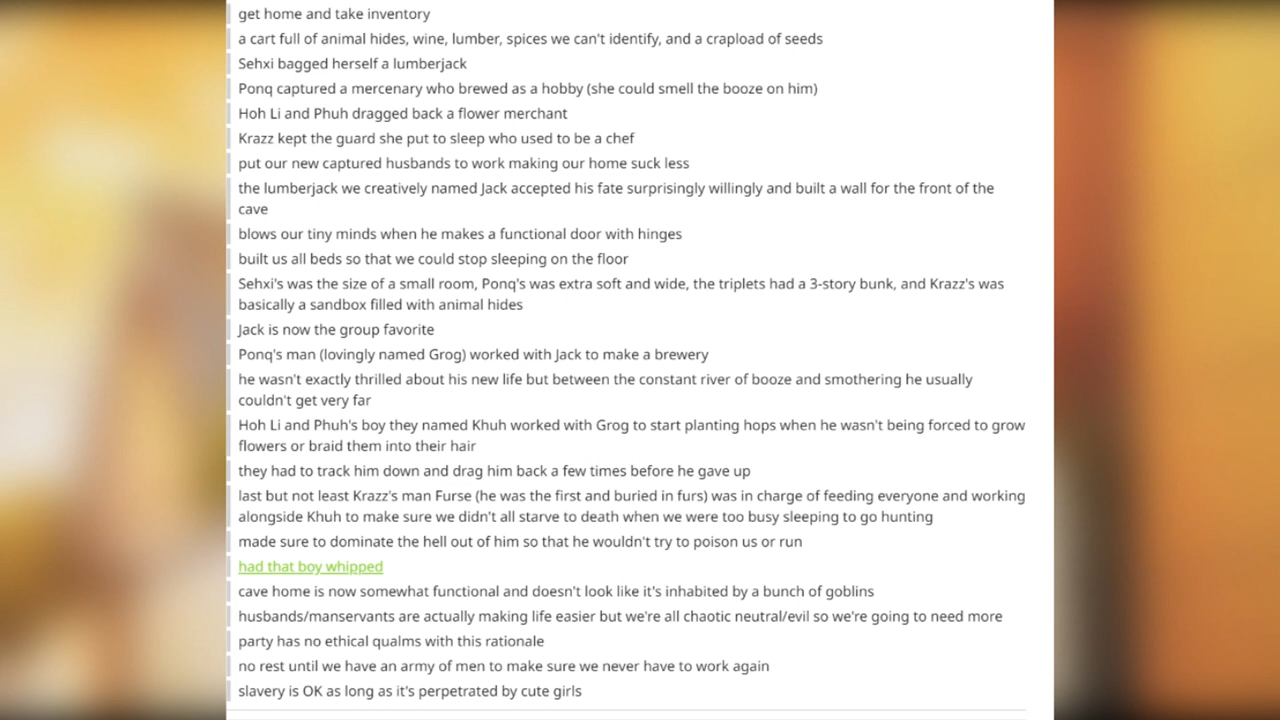 get home and take inventory
a cart full of animal hides, wine, lumber, spices we can't identify, and a crapload of seeds
Sehxi bagged herself a lumberjack
Ponq captured a mercenary who brewed as a hobby (she could smell the booze on him)
Hoh Li and Phuh dragged back a flower merchant
Krazz kept the guard she put to sleep who used to be a chef
put our new captured husbands to work making our home suck less
the lumberjack we creatively named Jack accepted his fate surprisingly willingly and built a wall for the front of the
cave
blows our tiny minds when he makes a functional door with hinges
built us all beds so that we could stop sleeping on the floor
Sehxi's was the size of a small room, Ponq's was extra soft and wide, the triplets had a 3-story bunk, and Krazz's was
basically a sandbox filled with animal hides
Jack is now the group favorite
Ponq's man (lovingly named Grog) worked with Jack to make a brewery
he wasn't exactly thrilled about his new life but between the constant river of booze and smothering he usually
couldn't get very far
Hoh Li and Phuh's boy they named Khuh worked with Grog to start planting hops when he wasn't being forced to grow
flowers or braid them into their hair
they had to track him down and drag him back a few times before he gave up
last but not least Krazz's man Furse (he was the first and buried in furs) was in charge of feeding everyone and working
alongside Khuh to make sure we didn't all starve to death when we were too busy sleeping to go hunting
made sure to dominate the hell out of him so that he wouldn't try to poison us or run
had that boy whipped
cave home is now somewhat functional and doesn't look like it's inhabited by a bunch of goblins
husbands/manservants are actually making life easier but we're all chaotic neutral/evil so we're going to need more
party has no ethical qualms with this rationale
no rest until we have an army of men to make sure we never have to work again
slavery is OK as long as it's perpetrated by cute girls